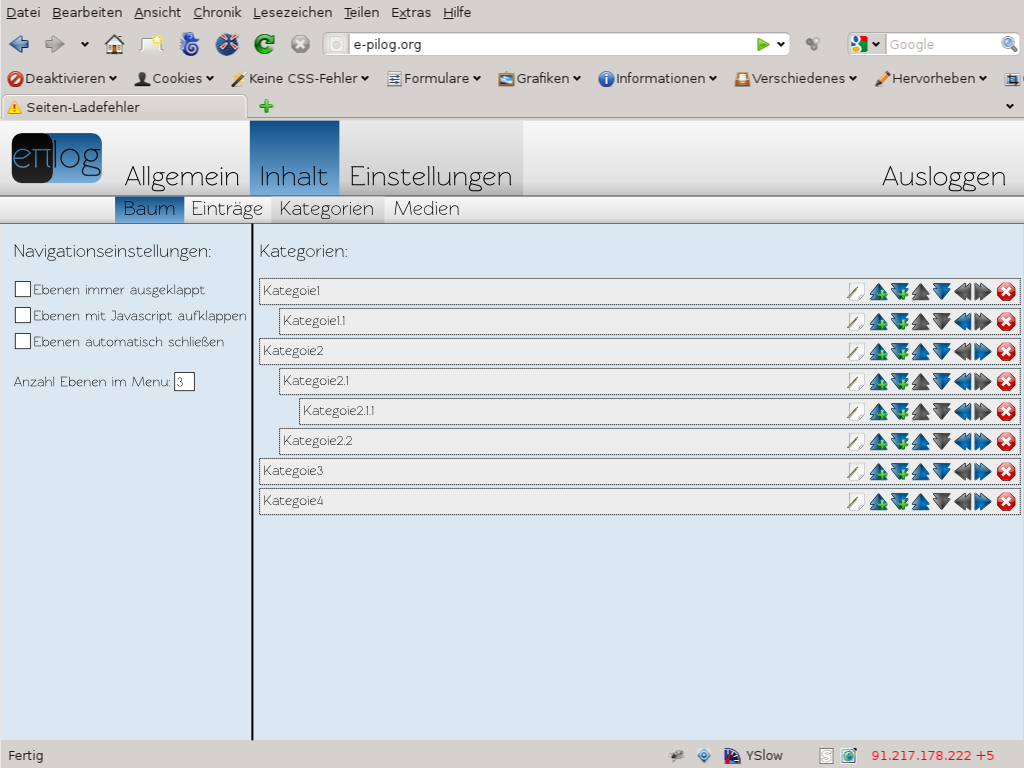 Datei Bearbeiten Ansicht Chronik Lesezeichen Teilen Extras Hilfe
e-pilog.org Google
Deaktivieren Cookies Keine CSS-Fehler Formulare Grafiken Informationen Verschiedenes Hervorheben
Seiten-Ladefehler
eπlog Allgemein Inhalt Einstellungen Ausloggen
Baum Einträge Kategorien Medien
Navigationseinstellungen:
Ebenen immer ausgeklappt
Ebenen mit Javascript aufklappen
Ebenen automatisch schließen
Anzahl Ebenen im Menu: 3
Kategorien:
Kategoie1
Kategoie1.1
Kategoie2
Kategoie2.1
Kategoie2.1.1
Kategoie2.2
Kategoie3
Kategoie4
Fertig YSlow S 91.217.178.222 +5